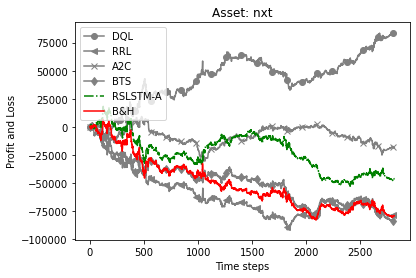 Asset: nxt
DQL
RRL
A2C
BTS
RSLSTM-A
B&H
Profit and Loss
75000
50000
25000
0
−25000
−50000
−75000
−100000
0 500 1000 1500 2000 2500
Time steps